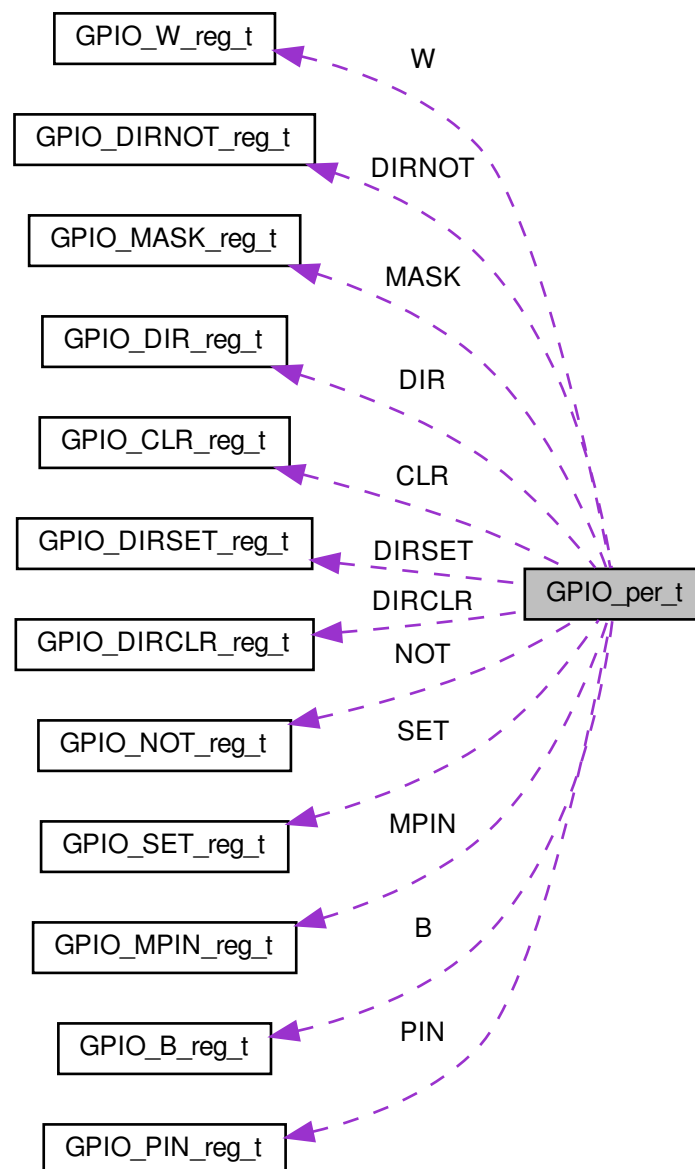 GPIO_W_reg_t
W
GPIO_DIRNOT_reg_t
DIRNOT
GPIO_MASK_reg_t
MASK
GPIO_DIR_reg_t
DIR
GPIO_CLR_reg_t
CLR
GPIO_DIRSET_reg_t
DIRSET
GPIO_per_t
DIRCLR
GPIO_DIRCLR_reg_t
NOT
GPIO_NOT_reg_t
SET
GPIO_SET_reg_t
MPIN
GPIO_MPIN_reg_t
B
GPIO_B_reg_t
PIN
GPIO_PIN_reg_t